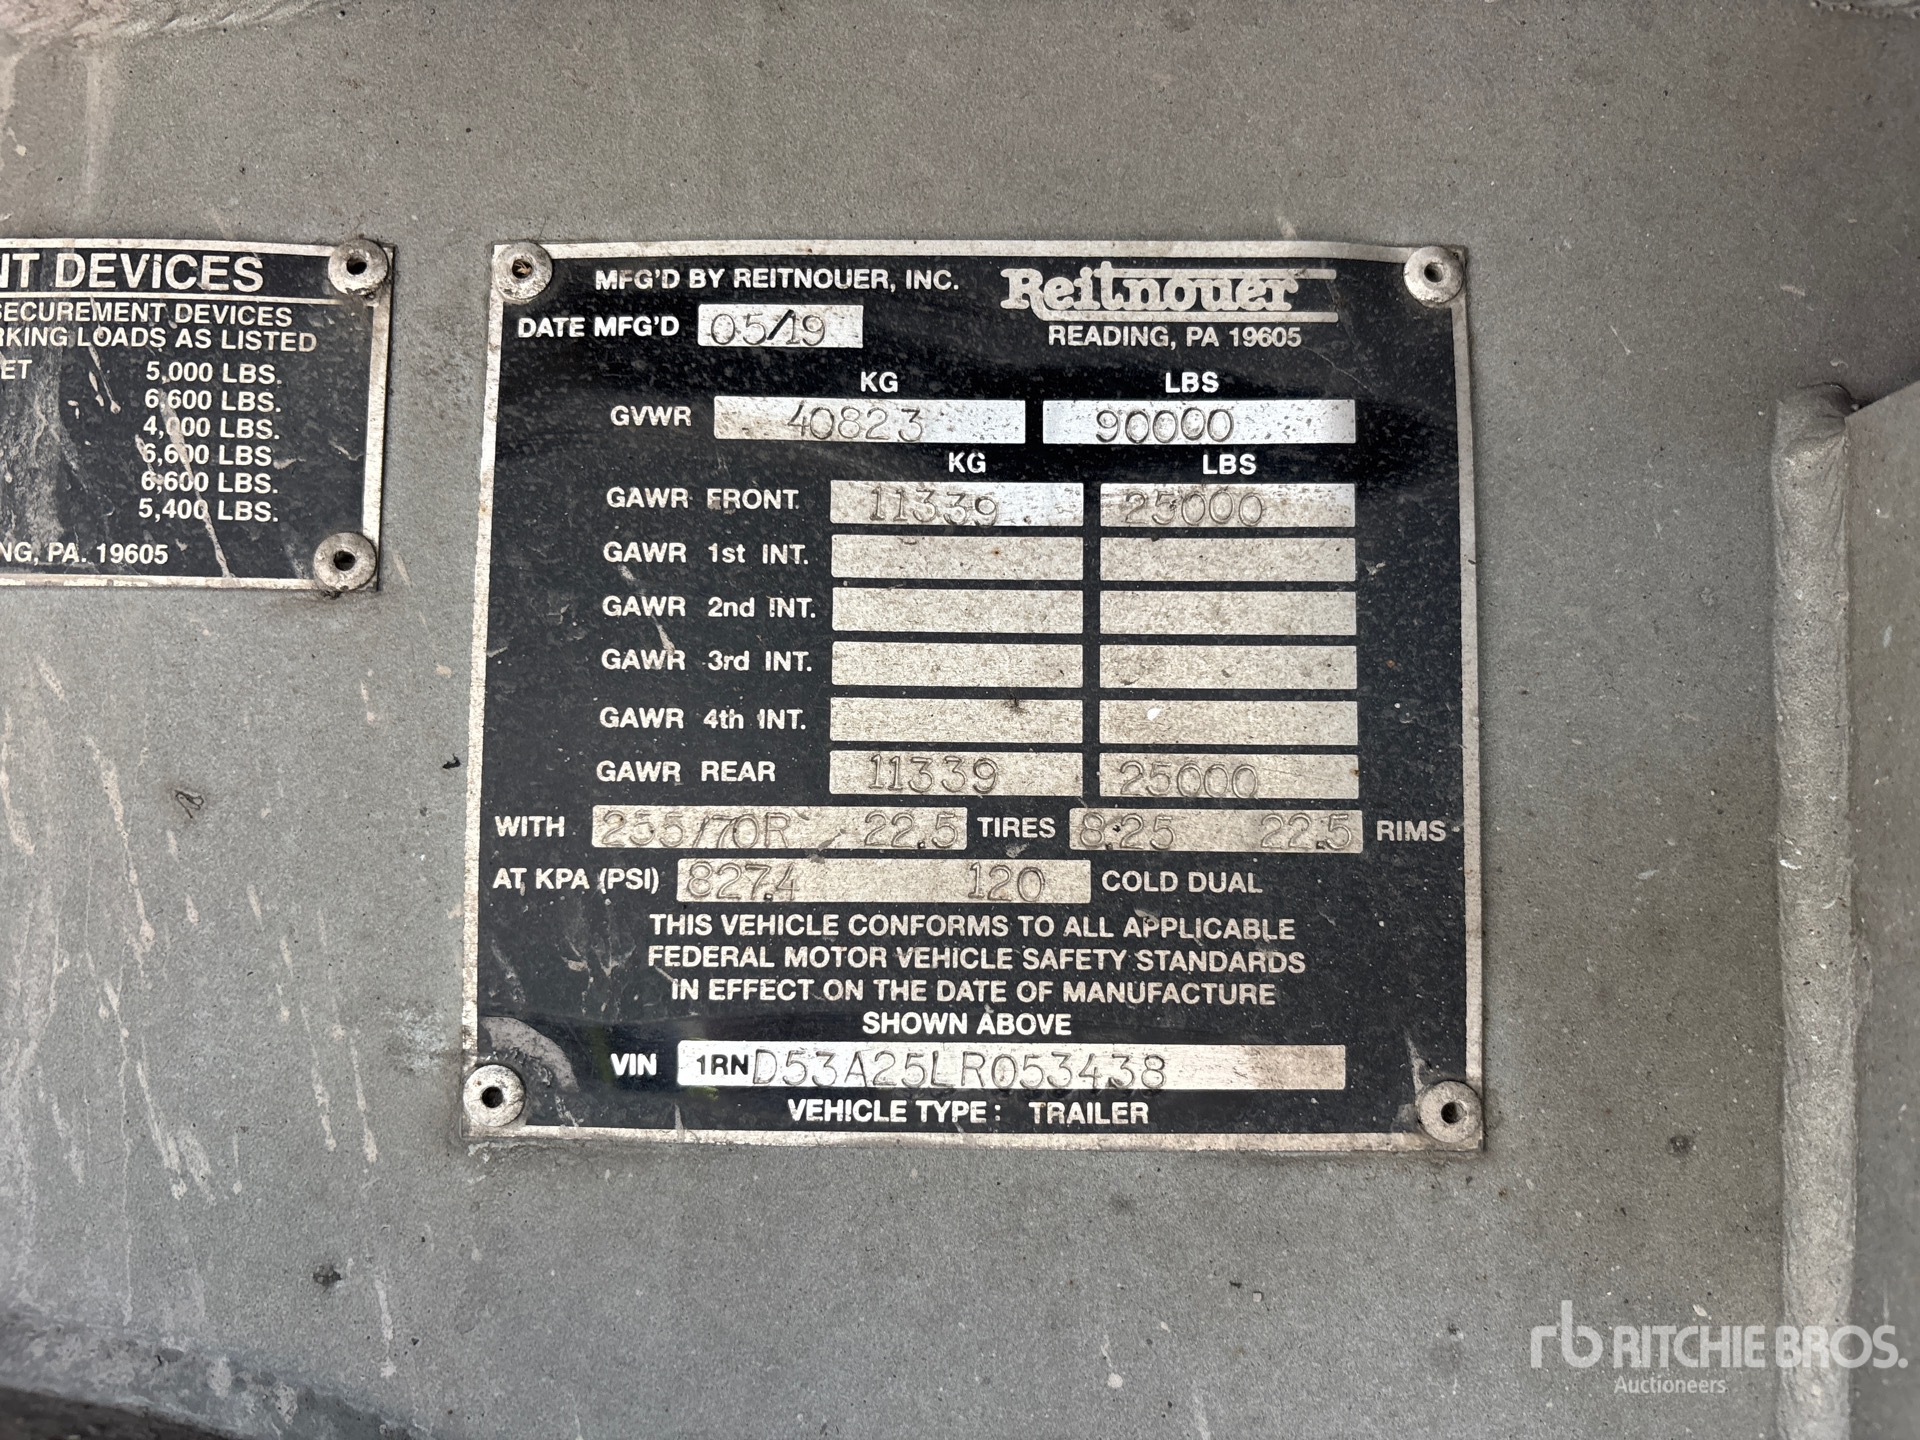 NT DEVICES
SECUREMENT DEVICES
RKING LOADS AS LISTED
ET 5,000 LBS.
6,600 LBS.
4,000 LBS.
6,600 LBS.
6,600 LBS.
5,400 LBS.
NG, PA. 19605
MFG'D BY REITNOUER, INC.
Reitnouer
DATE MFG'D 05/19
READING, PA 19605
KG LBS
GVWR 40823 90000
KG LBS
GAWR FRONT 11339 25000
GAWR 1st INT.
GAWR 2nd INT.
GAWR 3rd INT.
GAWR 4th INT.
GAWR REAR 11339 25000
WITH 255/70R 22.5 TIRES 8.25 22.5 RIMS
AT KPA (PSI) 827.4 120 COLD DUAL
THIS VEHICLE CONFORMS TO ALL APPLICABLE
FEDERAL MOTOR VEHICLE SAFETY STANDARDS
IN EFFECT ON THE DATE OF MANUFACTURE
SHOWN ABOVE
VIN 1RND53A25LR053438
VEHICLE TYPE: TRAILER
rb RITCHIE BROS.
Auctioneers